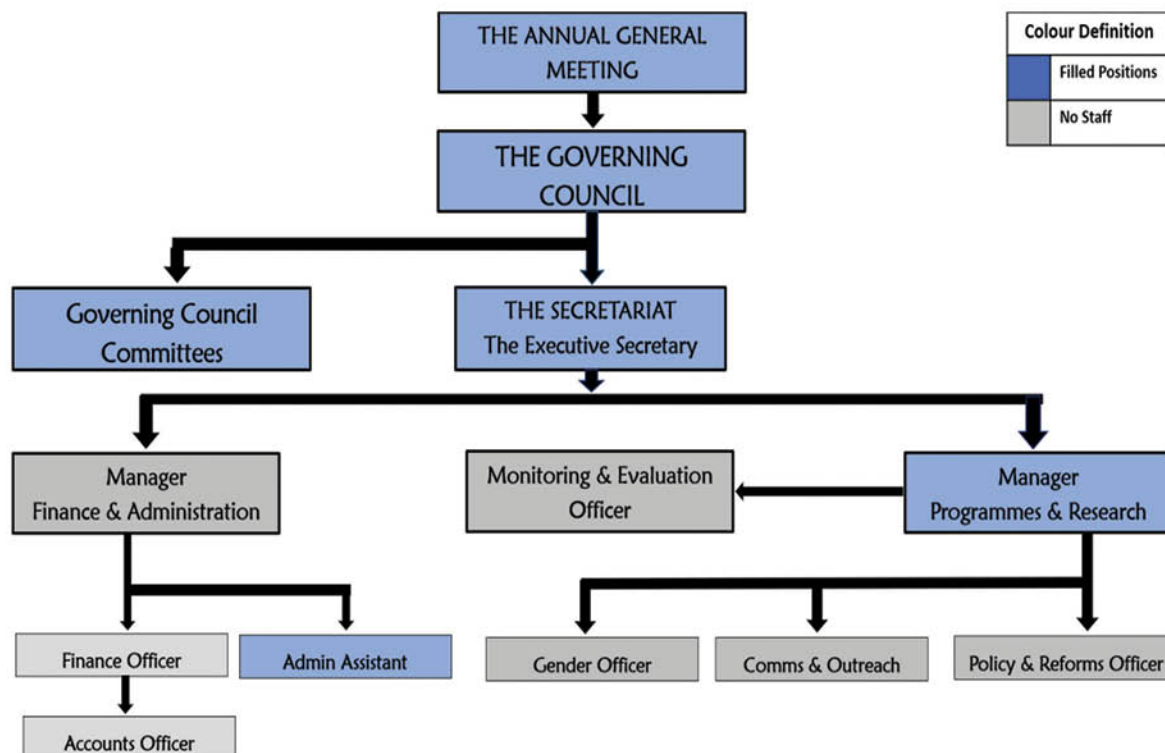 THE ANNUAL GENERAL
MEETING
Colour Definition
Filled Positions
No Staff
THE GOVERNING
COUNCIL
Governing Council
Committees
THE SECRETARIAT
The Executive Secretary
Manager
Finance & Administration
Monitoring & Evaluation
Officer
Manager
Programmes & Research
Finance Officer
Admin Assistant
Gender Officer
Comms & Outreach
Policy & Reforms Officer
Accounts Officer